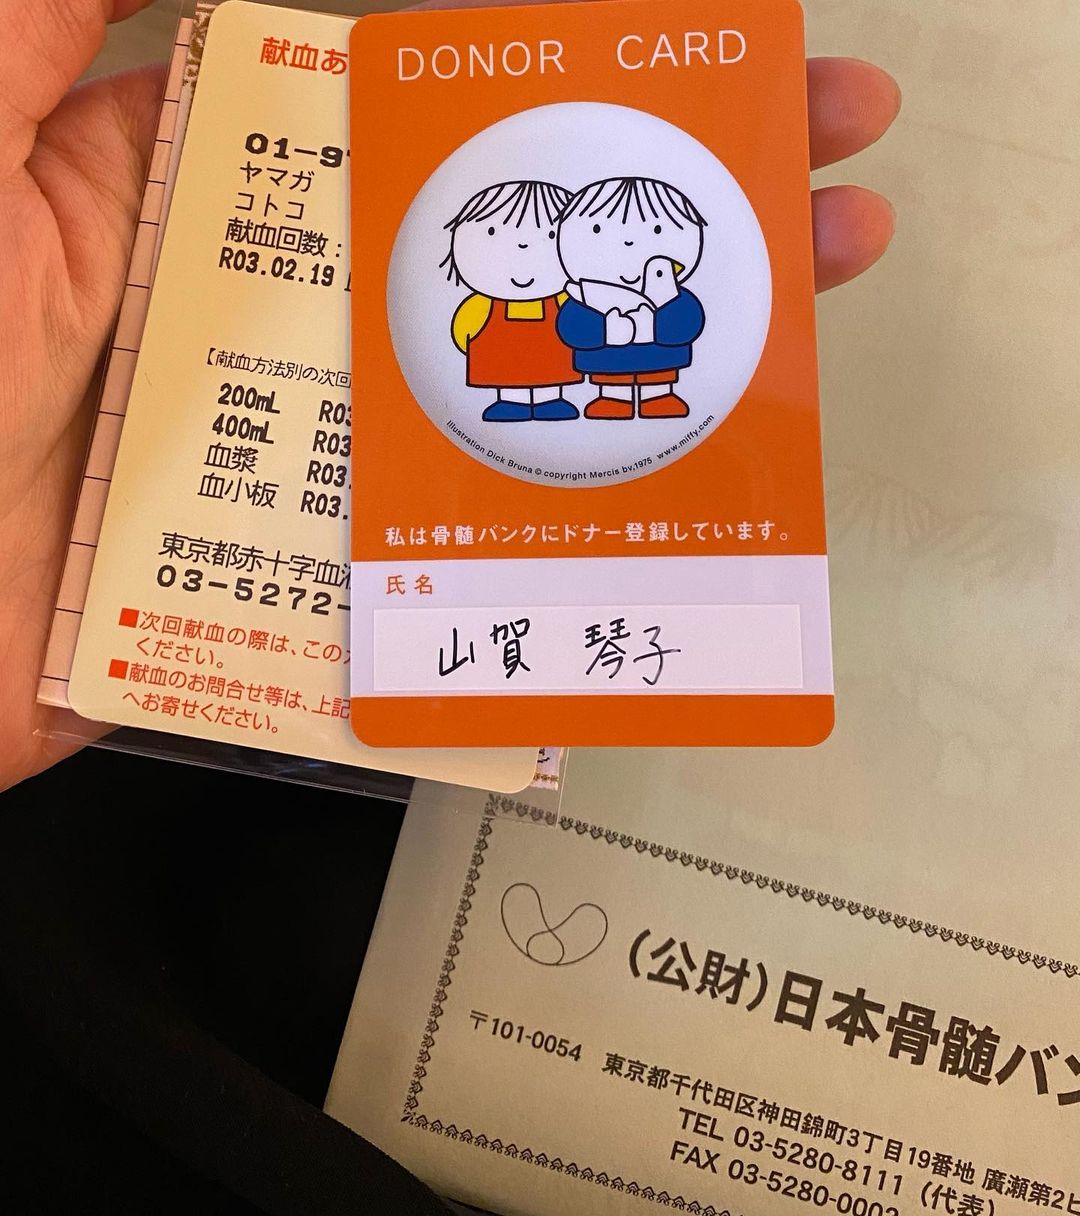 DONOR CARD
Illustration Dick Bruna © copyright Mercis bv,1975 www.miffy.com
私は骨髄バンクにドナー登録しています。
氏名
山賀 琴子
献血あ
01-9
ヤマガ
コトコ
献血回数：
R03.02.19
【献血方法別の次回
200mL R03
400mL R03
血漿 R03.
血小板 R03.
東京都赤十字血液
03-5272-
■次回献血の際は、この
ください。
■献血のお問合せ等は、上記
へお寄せください。
(公財)日本骨髄バン
〒101-0054 東京都千代田区神田錦町3丁目19番地 廣瀬第2ビ
TEL 03-5280-8111 (代表)
FAX 03-5280-000